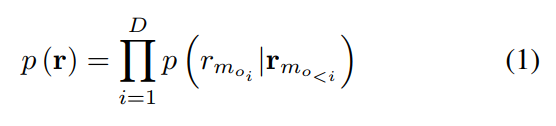 p (r) = ∏_{i=1}^{D} p ( r_{m_{o_i}} | r_{m_{o_{<i}}} ) (1)